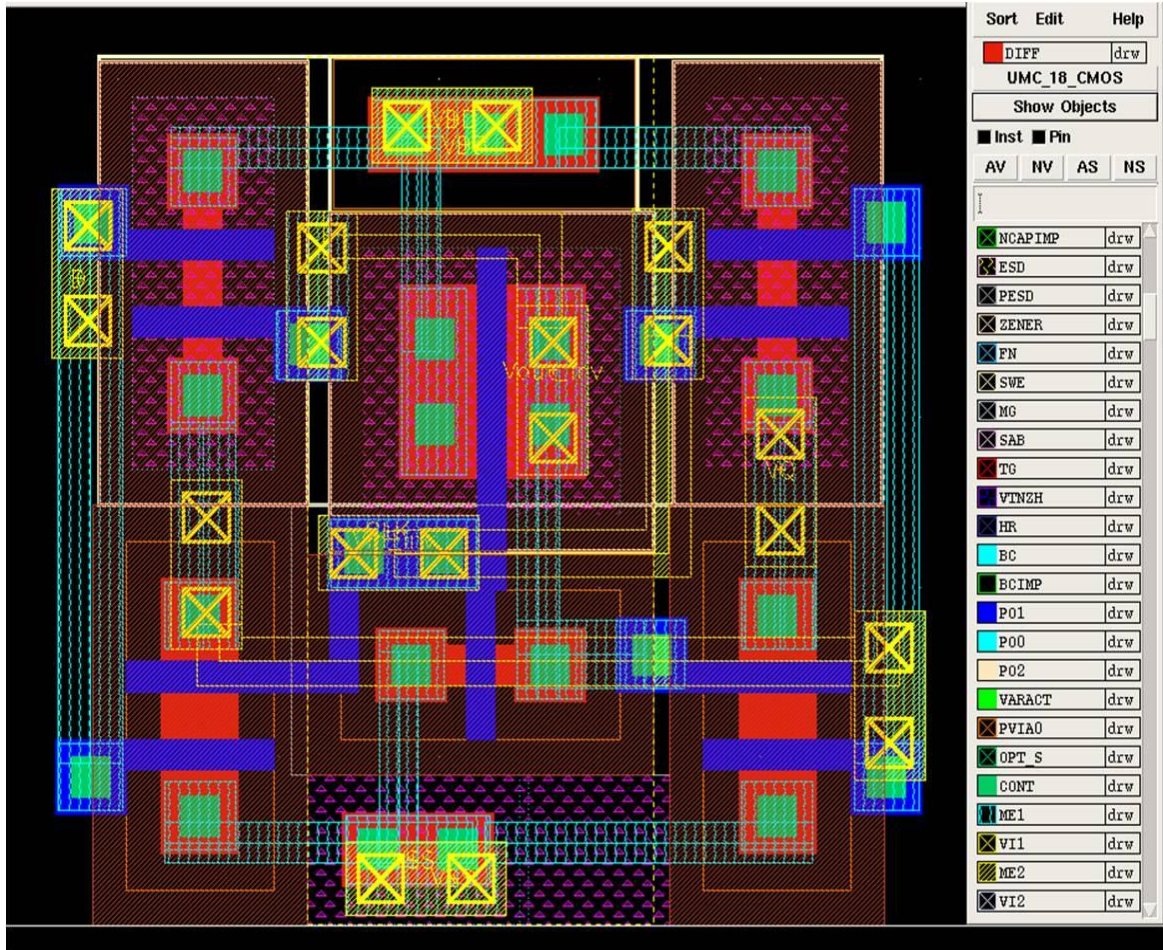 Sort Edit Help
DIFF drw
UMC_18_CMOS
Show Objects
Inst Pin
AV NV AS NS
NCAPIMP drw
ESD drw
PESD drw
ZENER drw
FN drw
SWE drw
MG drw
SAB drw
TG drw
VTNZH drw
HR drw
BC drw
BCIMP drw
PO1 drw
PO0 drw
PO2 drw
VARACT drw
PVIA0 drw
OPT_S drw
CONT drw
ME1 drw
VI1 drw
ME2 drw
VI2 drw